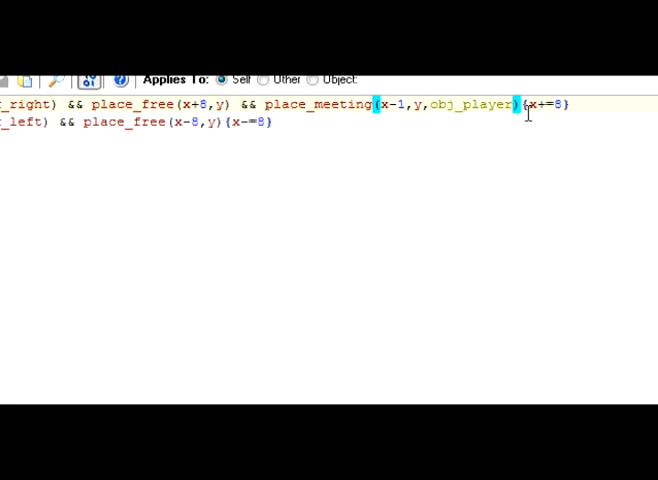 Applies To: Self Other Object:
_right) && place_free(x+8,y) && place_meeting(x-1,y,obj_player){x+=8}
_left) && place_free(x-8,y){x-=8}